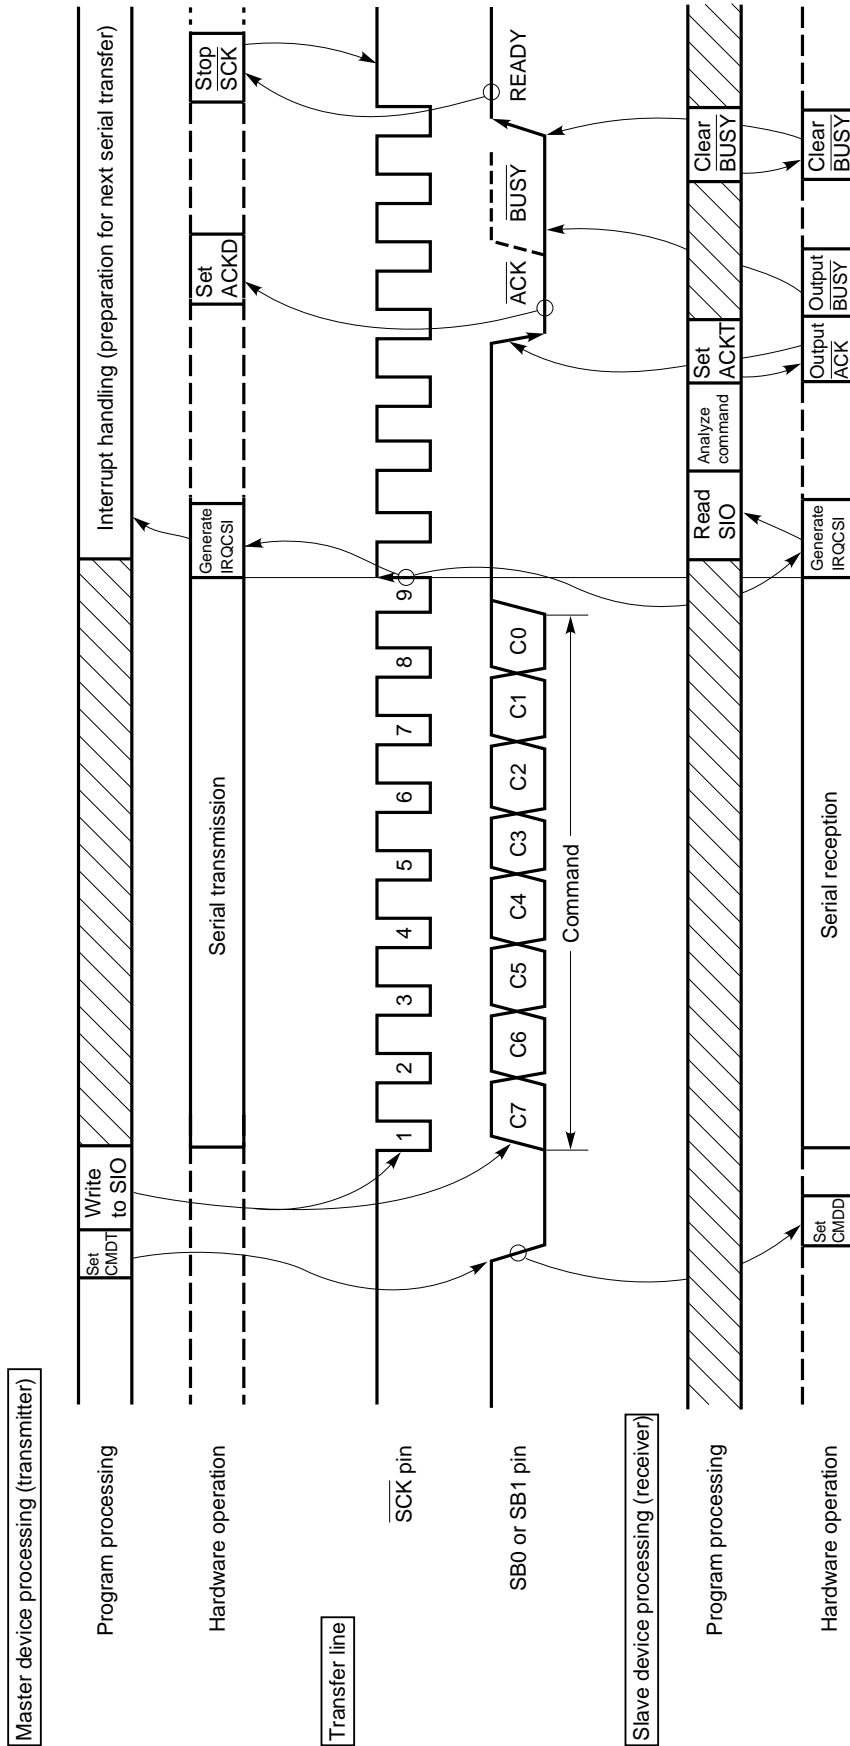 Master device processing (transmitter)
Program processing
Set
CMDT
Write
to SIO
Interrupt handling (preparation for next serial transfer)
Hardware operation
Serial transmission
Generate
IRQCSI
Set
ACKD
Stop
SCK
Transfer line
SCK pin
1 2 3 4 5 6 7 8 9
SB0 or SB1 pin
C7 C6 C5 C4 C3 C2 C1 C0
ACK
BUSY
READY
Command
Slave device processing (receiver)
Program processing
Read
SIO
Analyze
command
Set
ACKT
Clear
BUSY
Hardware operation
Set
CMDD
Serial reception
Generate
IRQCSI
Output
ACK
Output
BUSY
Clear
BUSY